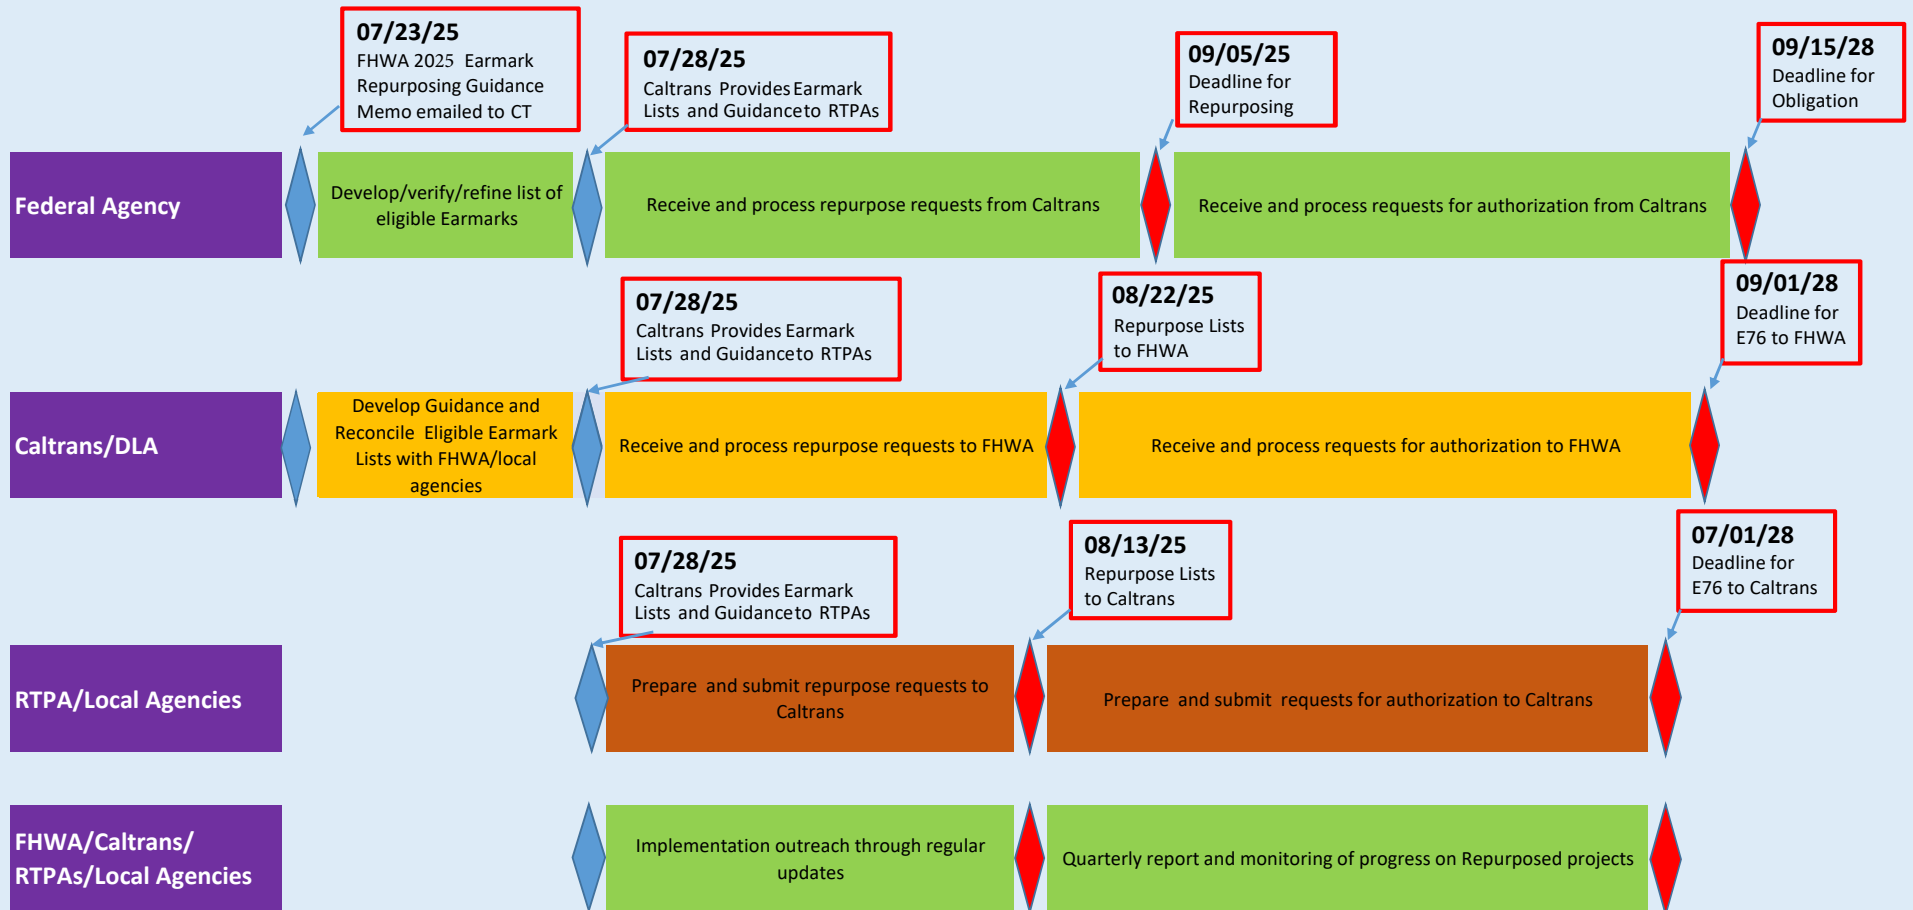 07/23/25
FHWA 2025 Earmark
Repurposing Guidance
Memo emailed to CT
07/28/25
Caltrans Provides Earmark
Lists and Guidanceto RTPAs
09/05/25
Deadline for
Repurposing
09/15/28
Deadline for
Obligation
Federal Agency
Develop/verify/refine list of
eligible Earmarks
Receive and process repurpose requests from Caltrans
Receive and process requests for authorization from Caltrans
07/28/25
Caltrans Provides Earmark
Lists and Guidanceto RTPAs
08/22/25
Repurpose Lists
to FHWA
09/01/28
Deadline for
E76 to FHWA
Caltrans/DLA
Develop Guidance and
Reconcile Eligible Earmark
Lists with FHWA/local
agencies
Receive and process repurpose requests to FHWA
Receive and process requests for authorization to FHWA
07/28/25
Caltrans Provides Earmark
Lists and Guidanceto RTPAs
08/13/25
Repurpose Lists
to Caltrans
07/01/28
Deadline for
E76 to Caltrans
RTPA/Local Agencies
Prepare and submit repurpose requests to
Caltrans
Prepare and submit requests for authorization to Caltrans
FHWA/Caltrans/
RTPAs/Local Agencies
Implementation outreach through regular
updates
Quarterly report and monitoring of progress on Repurposed projects